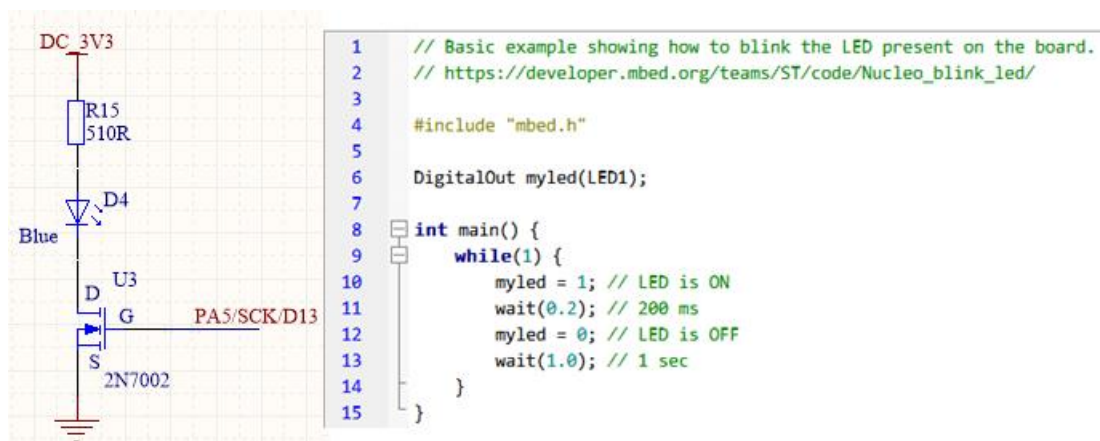 DC_3V3
R15
510R
D4
Blue
U3
D
G
PA5/SCK/D13
S
2N7002
1 // Basic example showing how to blink the LED present on the board.
2 // https://developer.mbed.org/teams/ST/code/Nucleo_blink_led/
3
4 #include "mbed.h"
5
6 DigitalOut myled(LED1);
7
8 int main() {
9 while(1) {
10 myled = 1; // LED is ON
11 wait(0.2); // 200 ms
12 myled = 0; // LED is OFF
13 wait(1.0); // 1 sec
14 }
15 }